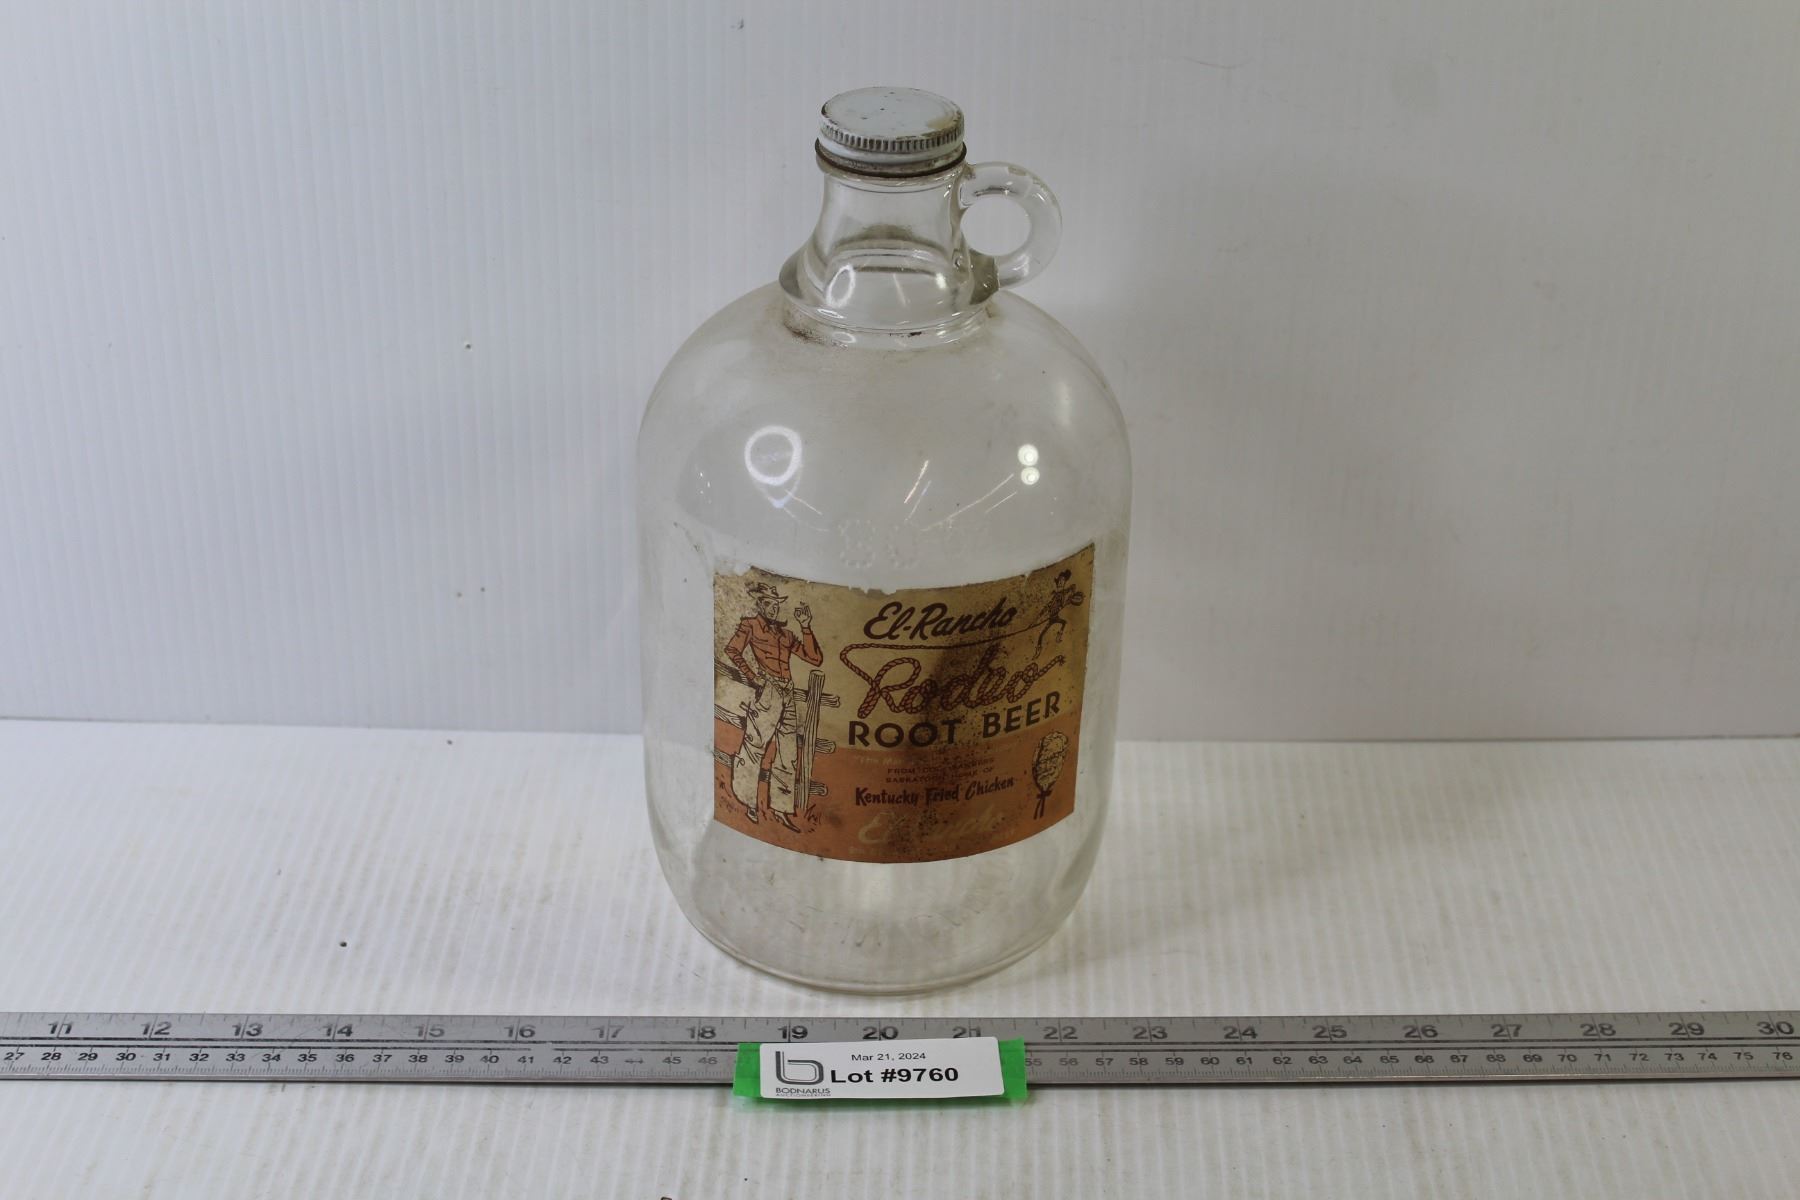 El-Rancho
Rodeo
ROOT BEER
FROM
Kentucky Fried Chicken
11 12 13 14 15 16 17 18 19 20 21 22 23 24 25 26 27 28 29 30
27 28 29 30 31 32 33 34 35 36 37 38 39 40 41 42 43 44 45 46 55 56 57 58 59 60 61 62 63 64 65 66 67 68 69 70 71 72 73 74 75 76
Mar 21, 2024
Lot #9760
BODNARUS
AUCTIONEERING